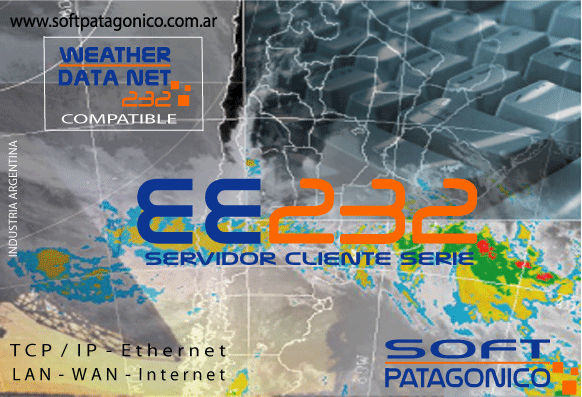 www.softpatagonico.com.ar
WEATHER
DATA NET
232
COMPATIBLE
INDUSTRIA ARGENTINA
EE232
SERVIDOR CLIENTE SERIE
TCP / IP - Ethernet
LAN - WAN - Internet
SOFT
PATAGONICO